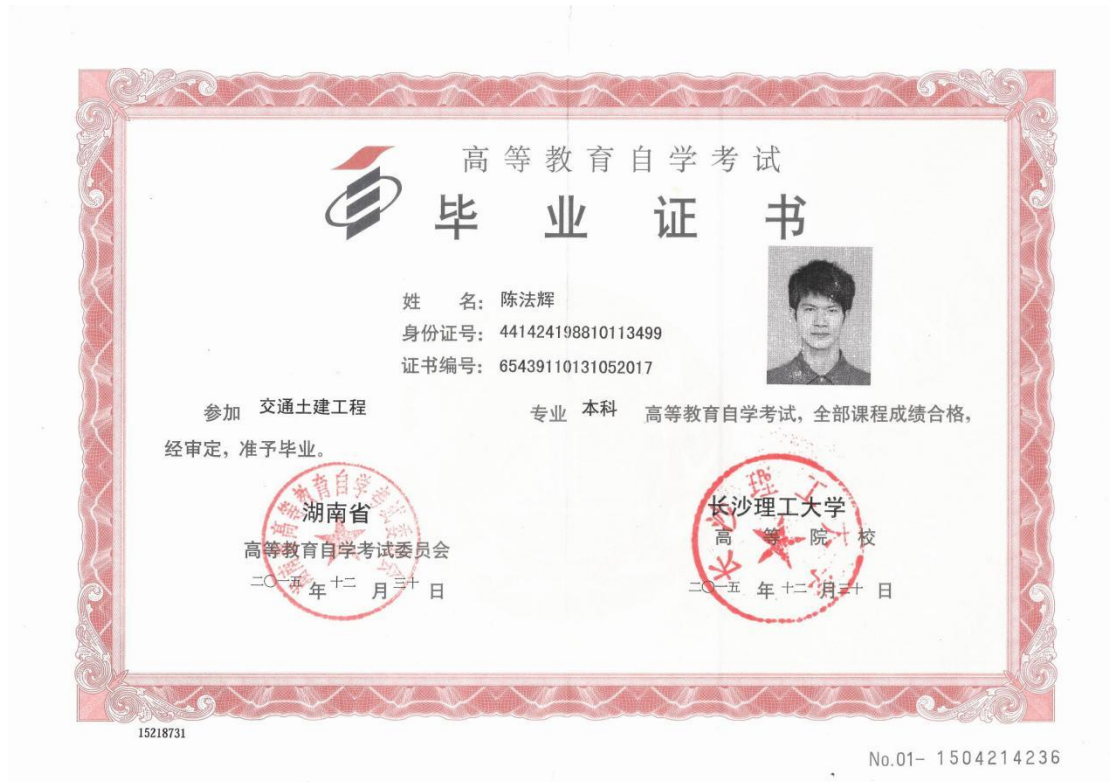 高等教育自学考试
毕业证书
姓 名: 陈法辉
身份证号: 441424198810113499
证书编号: 65439110131052017
参加 交通土建工程 专业 本科 高等教育自学考试, 全部课程成绩合格,
经审定, 准予毕业。
湖南省
高等教育自学考试委员会
二〇一五 年 十二 月 三十 日
长沙理工大学
高 等 院 校
二〇一五 年 十二 月 三十 日
15218731
No.01- 1504214236